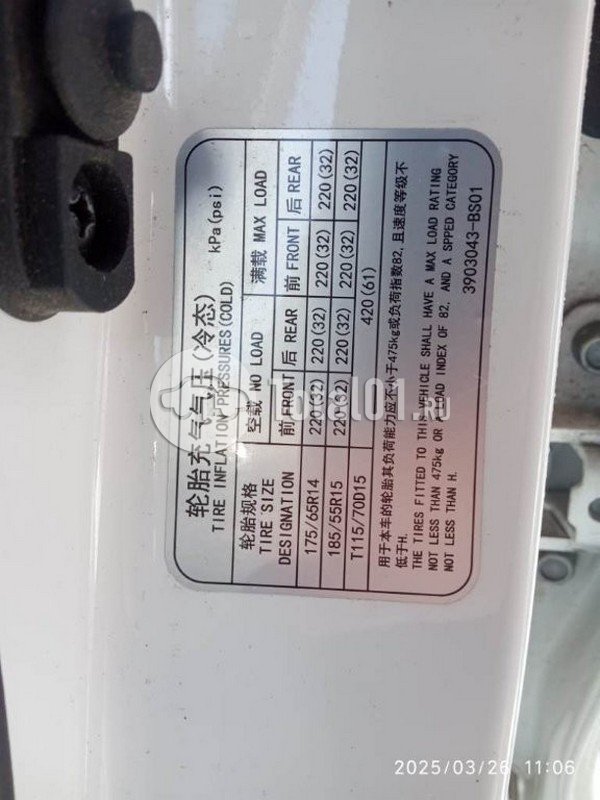 轮胎充气气压(冷态)
TIRE INFLATION PRESSURES(COLD) kPa(psi)
轮胎规格 空载 NO LOAD 满载 MAX LOAD
TIRE SIZE
DESIGNATION 前 FRONT 后 REAR 前 FRONT 后 REAR
175/65R14 220(32) 220(32) 220(32) 220(32)
185/55R15 220(32) 220(32) 220(32) 220(32)
T115/70D15 420(61)
用于本车的轮胎其负荷能力应不小于475kg或负荷指数82,且速度等级不
低于H.
THE TIRES FITTED TO THIS VEHICLE SHALL HAVE A MAX LOAD RATING
NOT LESS THAN 475kg OR A LOAD INDEX OF 82, AND A SPPED CATEGORY
NOT LESS THAN H.
3903043-BS01
Total01.RU
2025/03/26 11:06